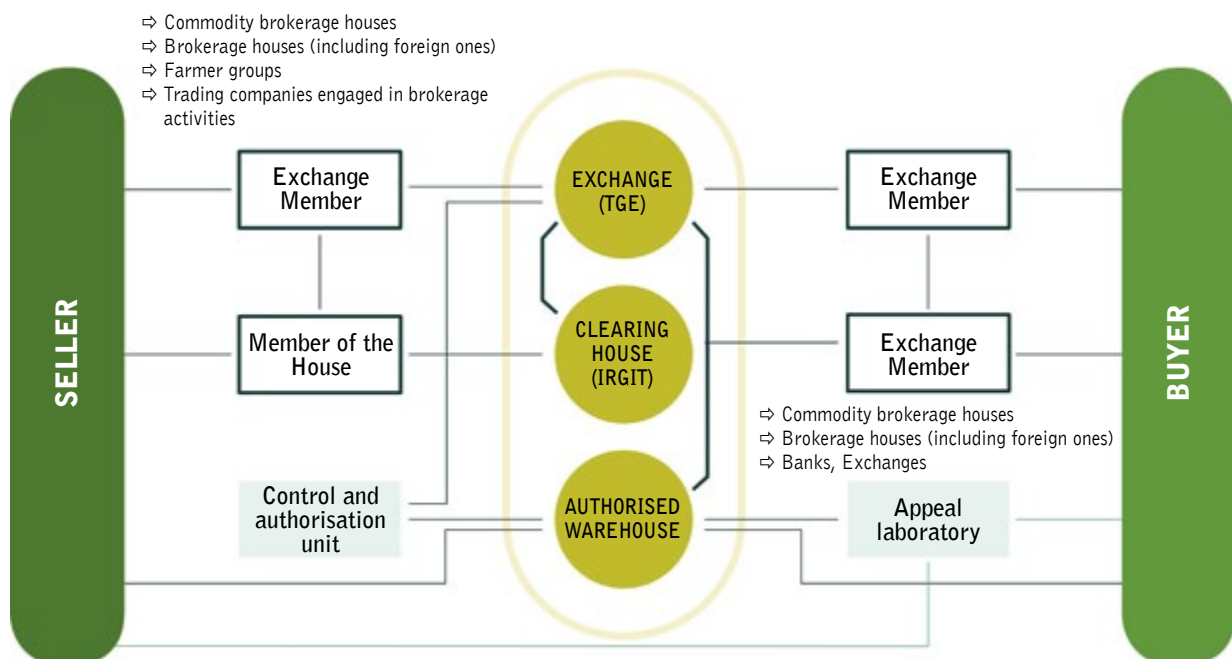 ⇨ Commodity brokerage houses
⇨ Brokerage houses (including foreign ones)
⇨ Farmer groups
⇨ Trading companies engaged in brokerage
activities
SELLER
Exchange
Member
EXCHANGE
(TGE)
Exchange
Member
BUYER
Member of the
House
CLEARING
HOUSE
(IRGIT)
Exchange
Member
⇨ Commodity brokerage houses
⇨ Brokerage houses (including foreign ones)
⇨ Banks, Exchanges
Control and
authorisation
unit
AUTHORISED
WAREHOUSE
Appeal
laboratory